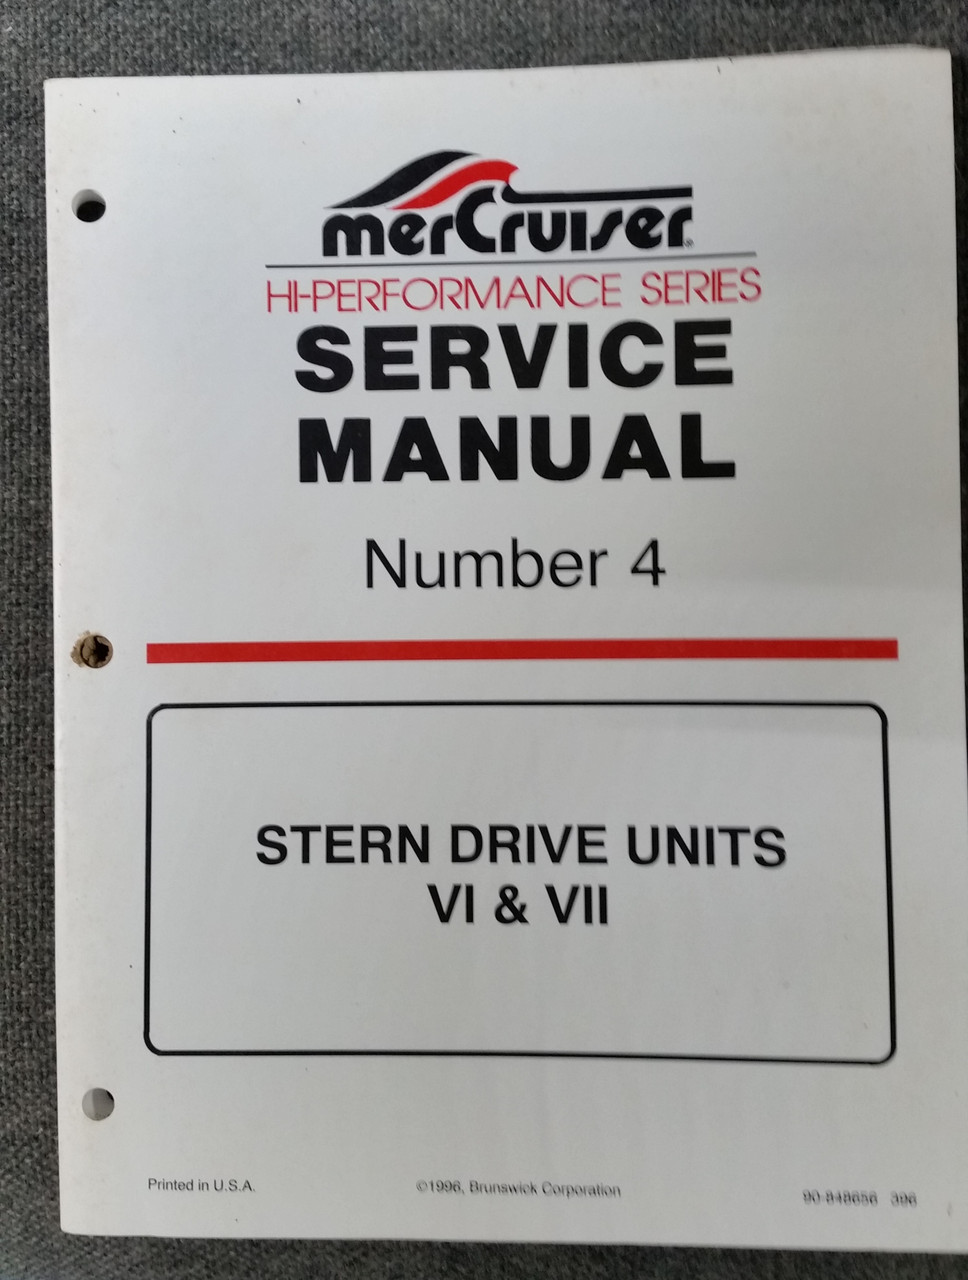 merCruiser®
HI-PERFORMANCE SERIES
SERVICE
MANUAL
Number 4
STERN DRIVE UNITS
VI & VII
Printed in U.S.A.
©1996, Brunswick Corporation
90-848656 396